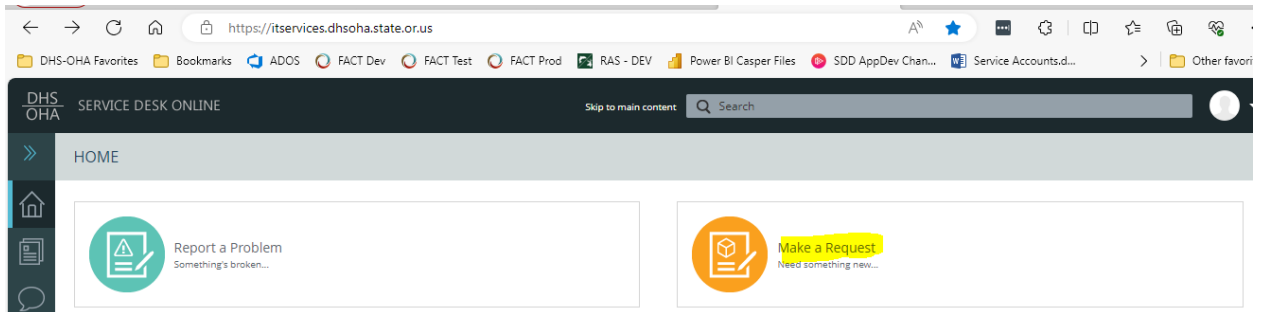 https://itservices.dhsoha.state.or.us
DHS-OHA Favorites Bookmarks ADOS FACT Dev FACT Test FACT Prod RAS - DEV Power BI Casper Files SDD AppDev Chan... Service Accounts.d... Other favori
DHS
OHA
SERVICE DESK ONLINE Skip to main content Search
HOME
Report a Problem
Something's broken...
Make a Request
Need something new...